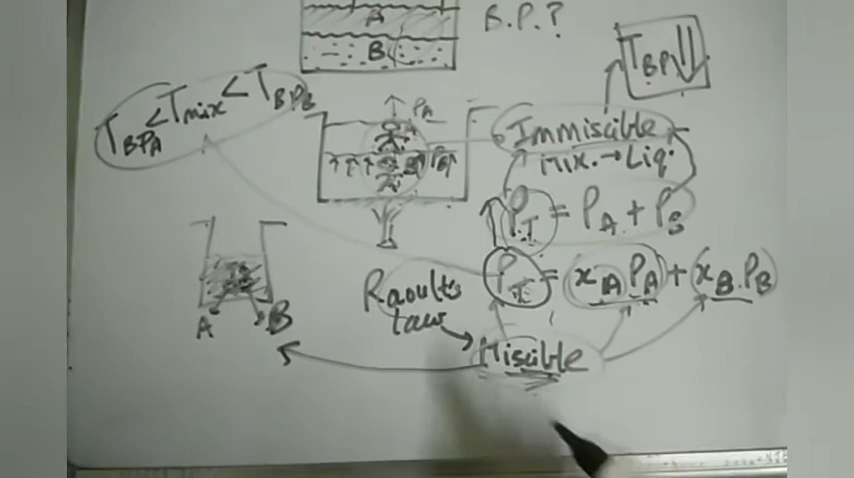 A
B.P.?
B
T_BP ↓↓
T_BPA < T_mix < T_BPB
P_A
Immiscible
Mix. → Liq.
P_T = P_A + P_B
P_T = x_A P_A + x_B . P_B
Raoult's
law
A B
Miscible